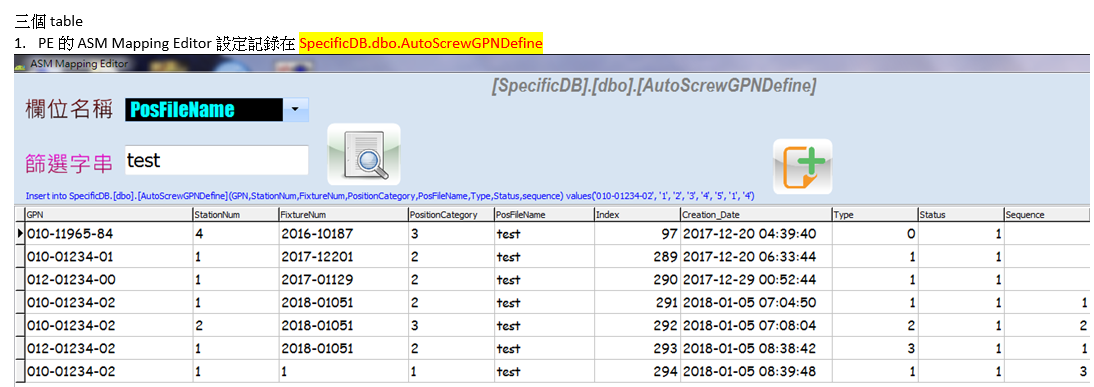 三個 table
1. PE 的 ASM Mapping Editor 設定記錄在 SpecificDB.dbo.AutoScrewGPNDefine
ASM Mapping Editor
[SpecificDB].[dbo].[AutoScrewGPNDefine]
欄位名稱 PosFileName
篩選字串 test
Insert into SpecificDB.[dbo].[AutoScrewGPNDefine](GPN,StationNum,FixtureNum,PositionCategory,PosFileName,Type,Status,sequence) values('010-01234-02', '1', '2', '3', '4', '5', '1', '4')
GPN StationNum FixtureNum PositionCategory PosFileName Index Creation_Date Type Status Sequence
010-11965-84 4 2016-10187 3 test 97 2017-12-20 04:39:40 0 1
010-01234-01 1 2017-12201 2 test 289 2017-12-20 06:33:44 1 1
012-01234-00 1 2017-01129 2 test 290 2017-12-29 00:52:44 1 1
010-01234-02 1 2018-01051 2 test 291 2018-01-05 07:04:50 1 1 1
010-01234-02 2 2018-01051 3 test 292 2018-01-05 07:08:04 2 1 2
012-01234-02 1 2018-01051 2 test 293 2018-01-05 08:38:42 3 1 1
010-01234-02 1 1 1 test 294 2018-01-05 08:39:48 1 1 3